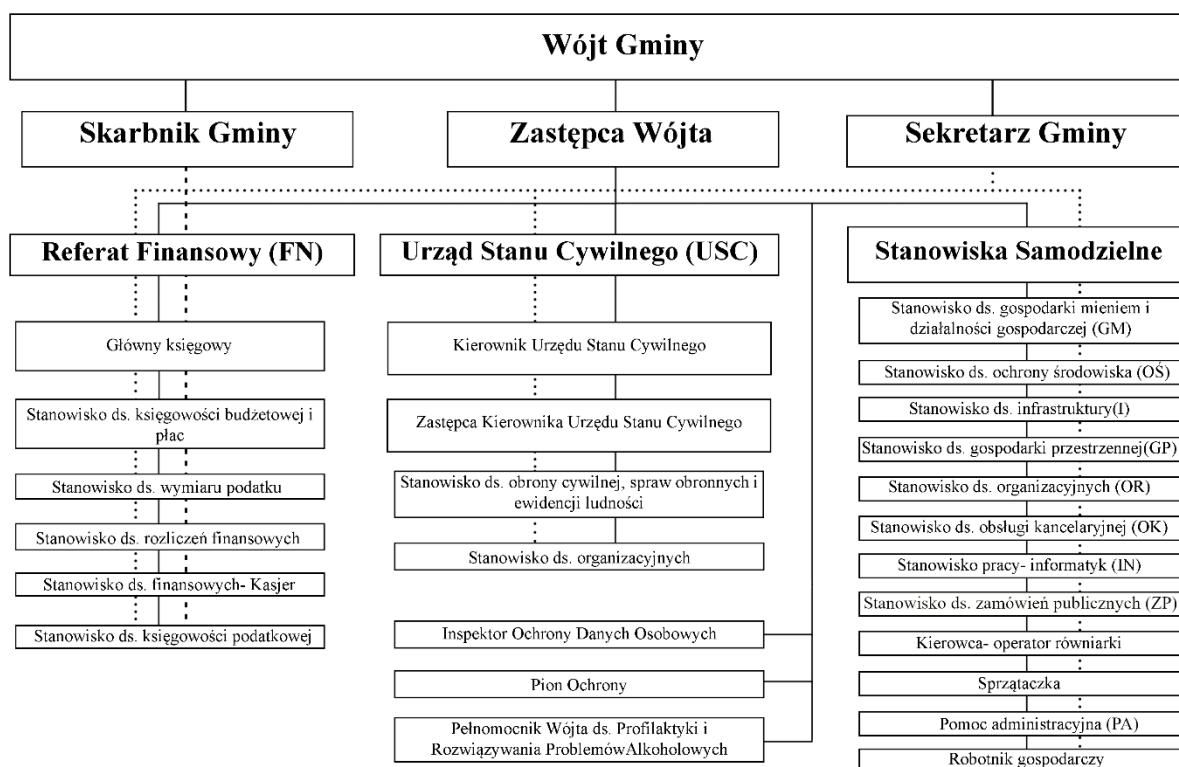 Wójt Gminy
Skarbnik Gminy
Zastępca Wójta
Sekretarz Gminy
Referat Finansowy (FN)
Urząd Stanu Cywilnego (USC)
Stanowiska Samodzielne
Główny księgowy
Stanowisko ds. księgowości budżetowej i
płac
Stanowisko ds. wymiaru podatku
Stanowisko ds. rozliczeń finansowych
Stanowisko ds. finansowych- Kasjer
Stanowisko ds. księgowości podatkowej
Kierownik Urzędu Stanu Cywilnego
Zastępca Kierownika Urzędu Stanu Cywilnego
Stanowisko ds. obrony cywilnej, spraw obronnych i
ewidencji ludności
Stanowisko ds. organizacyjnych
Inspektor Ochrony Danych Osobowych
Pion Ochrony
Pełnomocnik Wójta ds. Profilaktyki i
Rozwiązywania ProblemówAlkoholowych
Stanowisko ds. gospodarki mieniem i
działalności gospodarczej (GM)
Stanowisko ds. ochrony środowiska (OŚ)
Stanowisko ds. infrastruktury(I)
Stanowisko ds. gospodarki przestrzennej(GP)
Stanowisko ds. organizacyjnych (OR)
Stanowisko ds. obsługi kancelaryjnej (OK)
Stanowisko pracy- informatyk (IN)
Stanowisko ds. zamówień publicznych (ZP)
Kierowca- operator równiarki
Sprzątaczka
Pomoc administracyjna (PA)
Robotnik gospodarczy